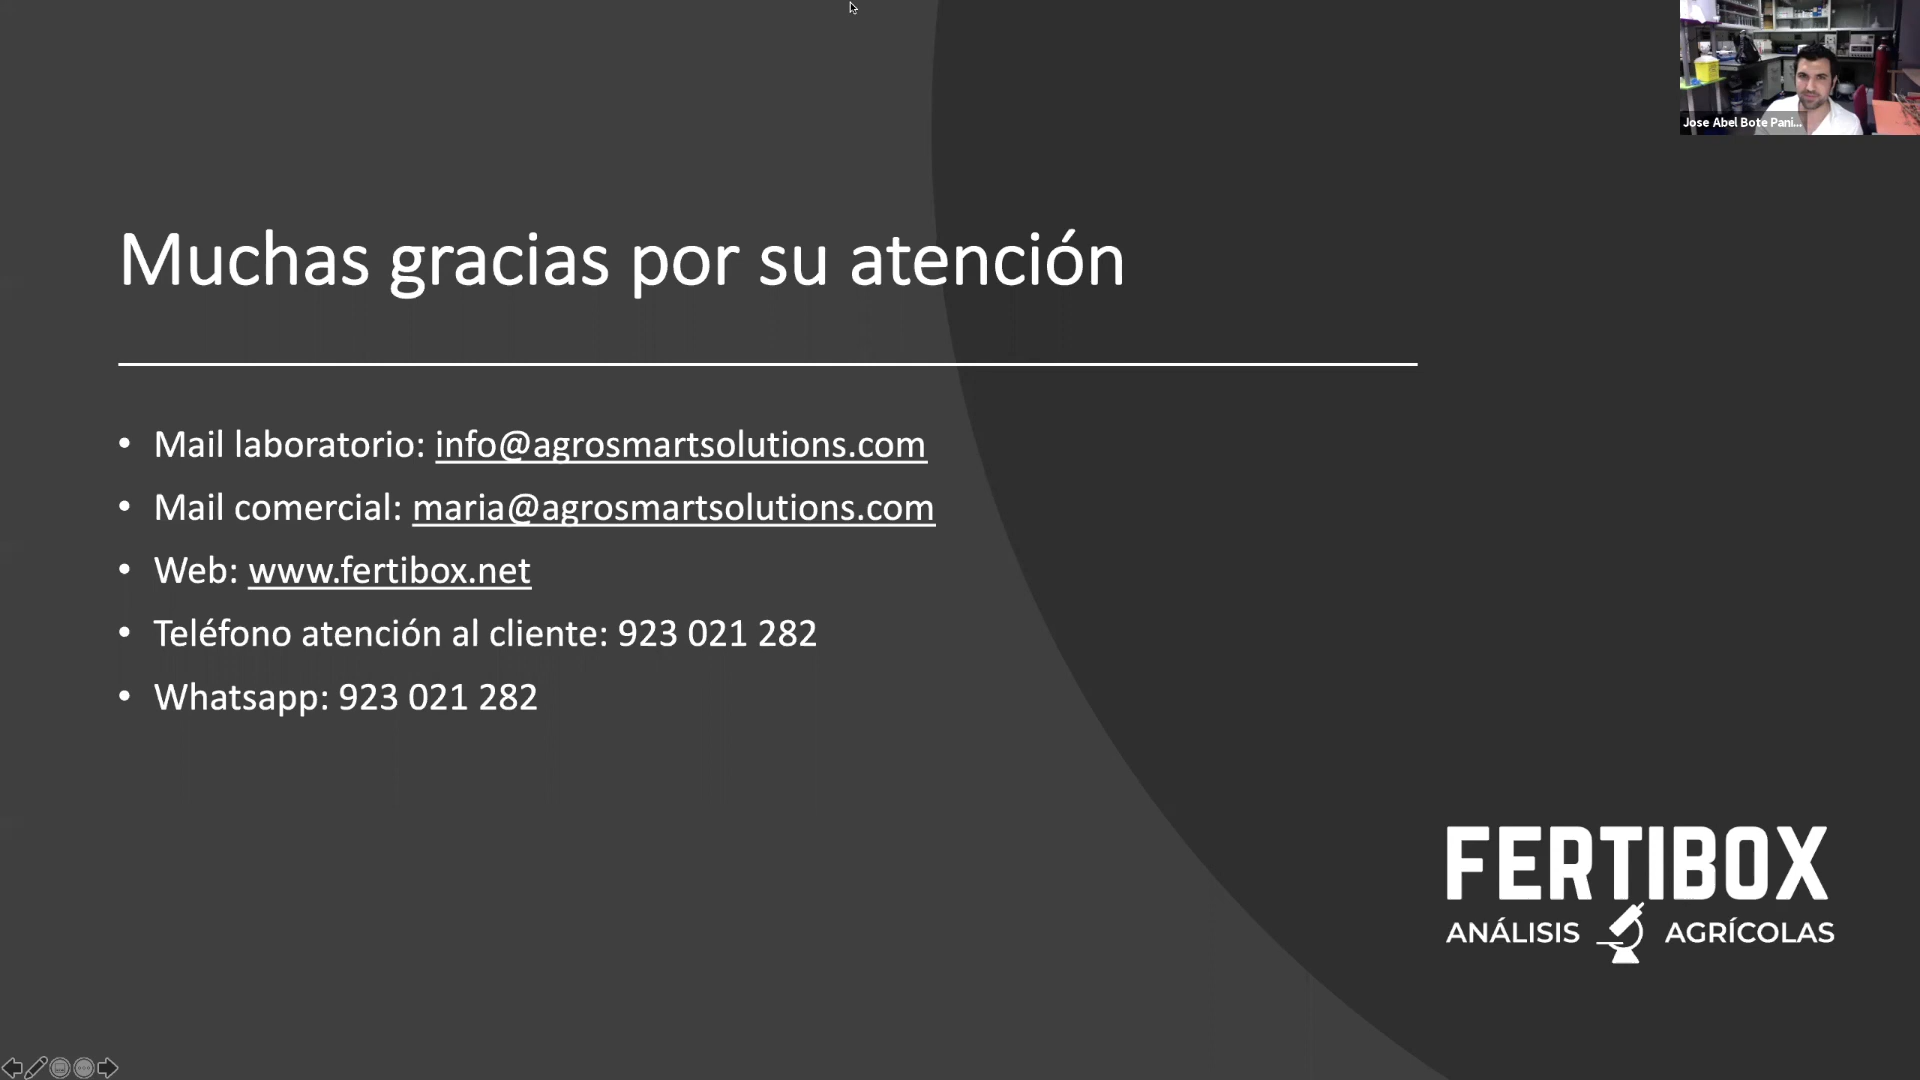 Jose Abel Bote Pani...
Muchas gracias por su atención
• Mail laboratorio: info@agrosmartsolutions.com
• Mail comercial: maria@agrosmartsolutions.com
• Web: www.fertibox.net
• Teléfono atención al cliente: 923 021 282
• Whatsapp: 923 021 282
FERTIBOX
ANÁLISIS AGRÍCOLAS